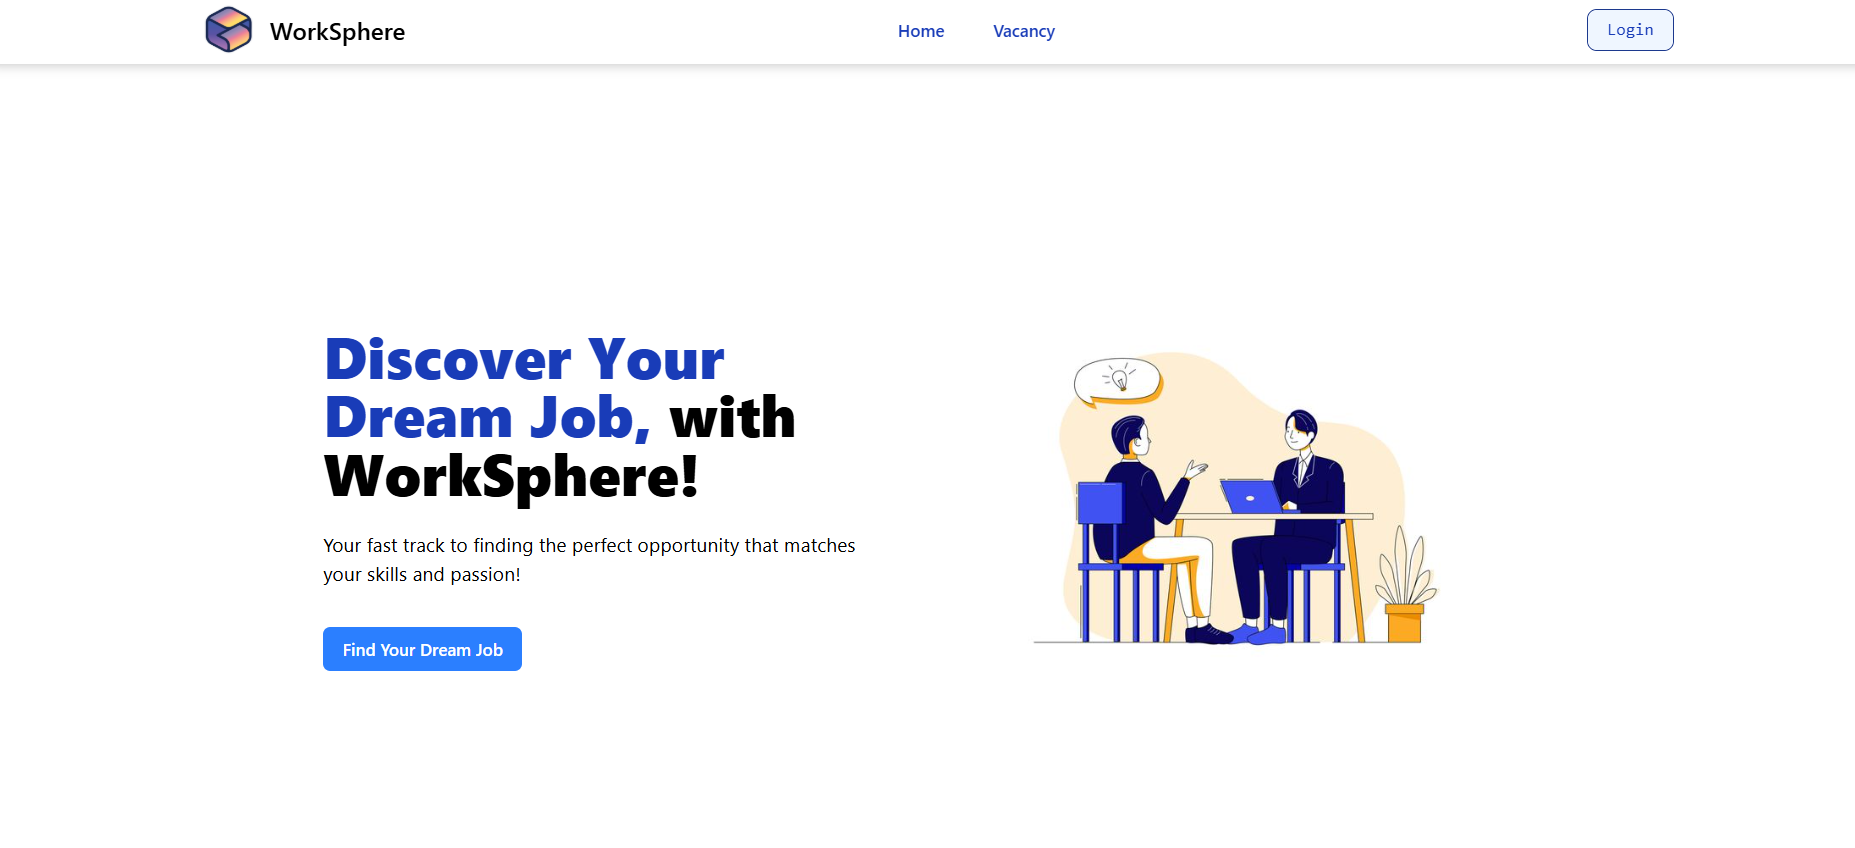 WorkSphere
Home
Vacancy
Login
Discover Your
Dream Job, with
WorkSphere!
Your fast track to finding the perfect opportunity that matches
your skills and passion!
Find Your Dream Job